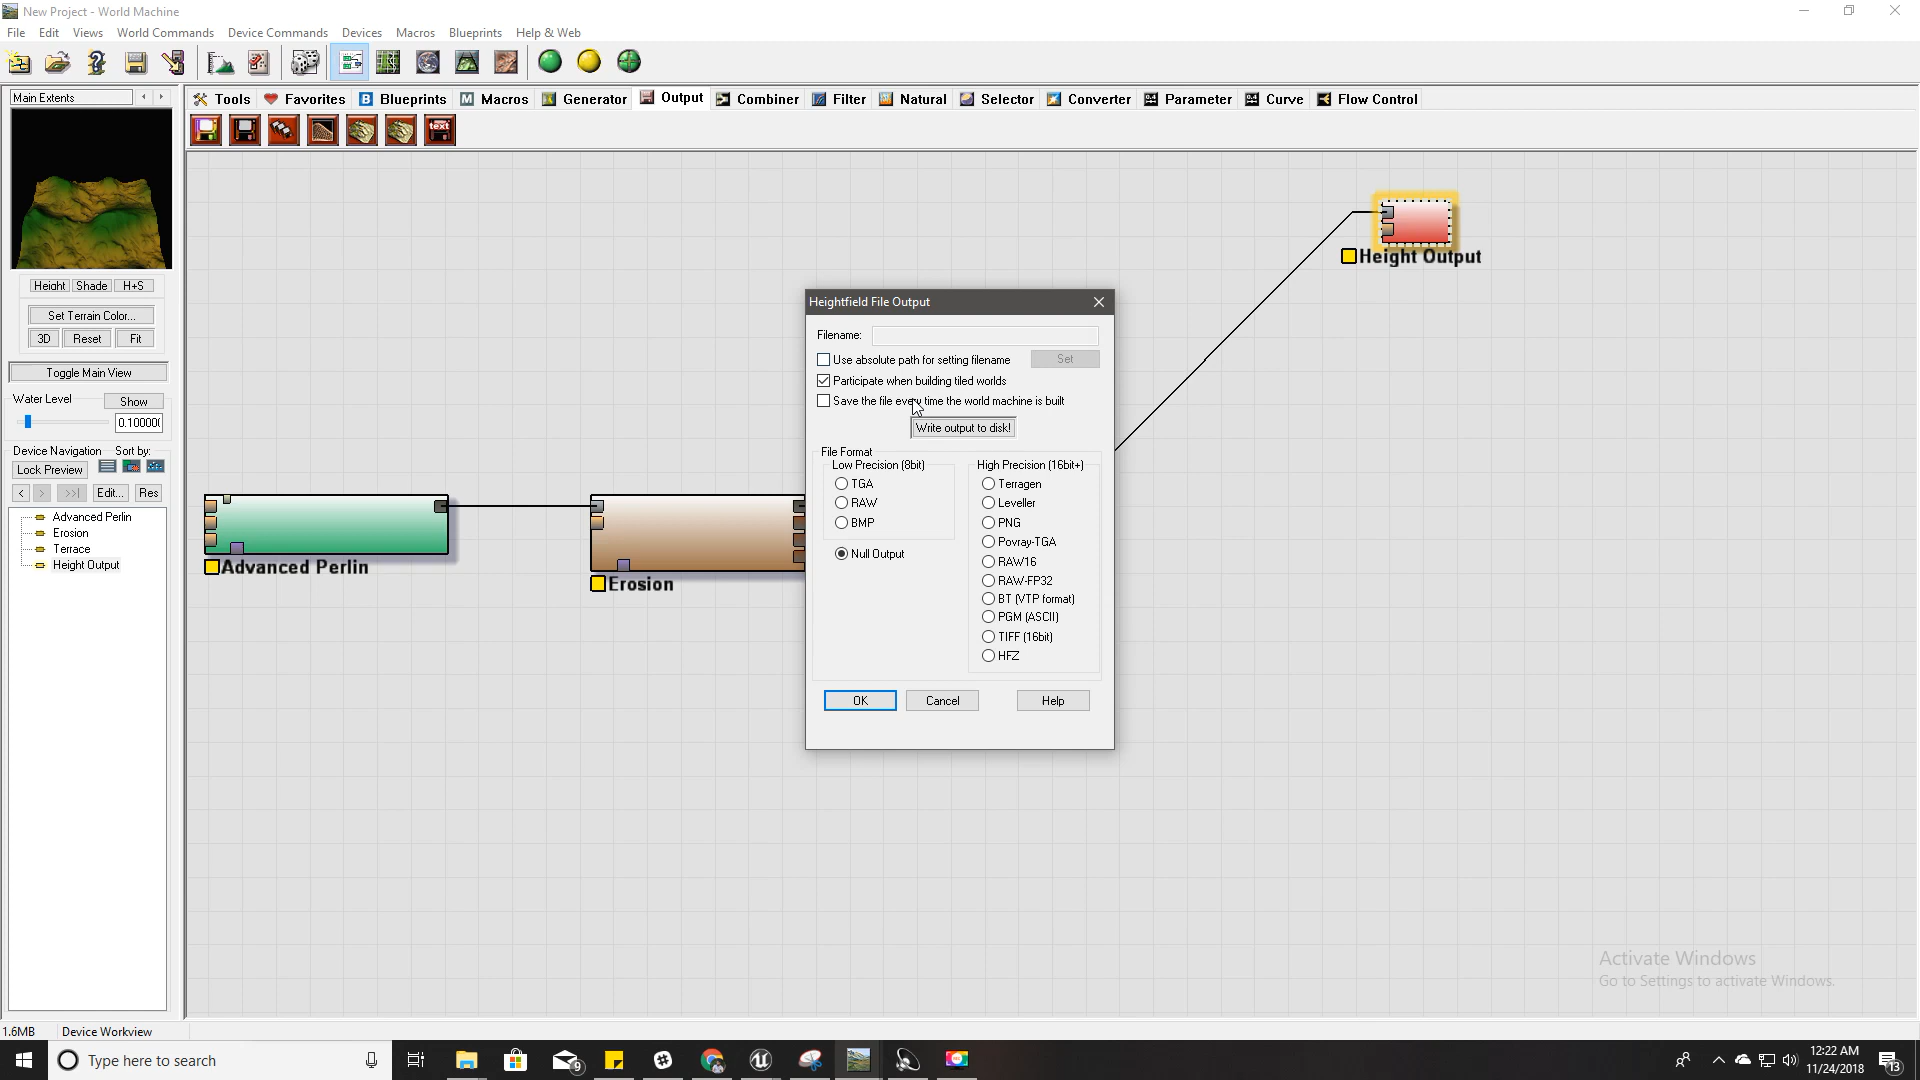 New Project - World Machine
File Edit Views World Commands Device Commands Devices Macros Blueprints Help & Web
Main Extents
Tools Favorites Blueprints Macros Generator Output Combiner Filter Natural Selector Converter Parameter Curve Flow Control
text
Height Shade H+S
Set Terrain Color...
3D Reset Fit
Toggle Main View
Water Level Show
0.10000(
Device Navigation Sort by:
Lock Preview
< > >>| Edit... Res
Advanced Perlin
Erosion
Terrace
Height Output
Advanced Perlin
Erosion
Height Output
Heightfield File Output
Filename:
Use absolute path for setting filename Set
Participate when building tiled worlds
Save the file every time the world machine is built
Write output to disk!
File Format
Low Precision (8bit)
TGA
RAW
BMP
Null Output
High Precision (16bit+)
Terragen
Leveller
PNG
Povray-TGA
RAW16
RAW-FP32
BT (VTP format)
PGM (ASCII)
TIFF (16bit)
HFZ
OK Cancel Help
Activate Windows
Go to Settings to activate Windows.
1.6MB Device Workview
Type here to search
9
12:22 AM
11/24/2018
13